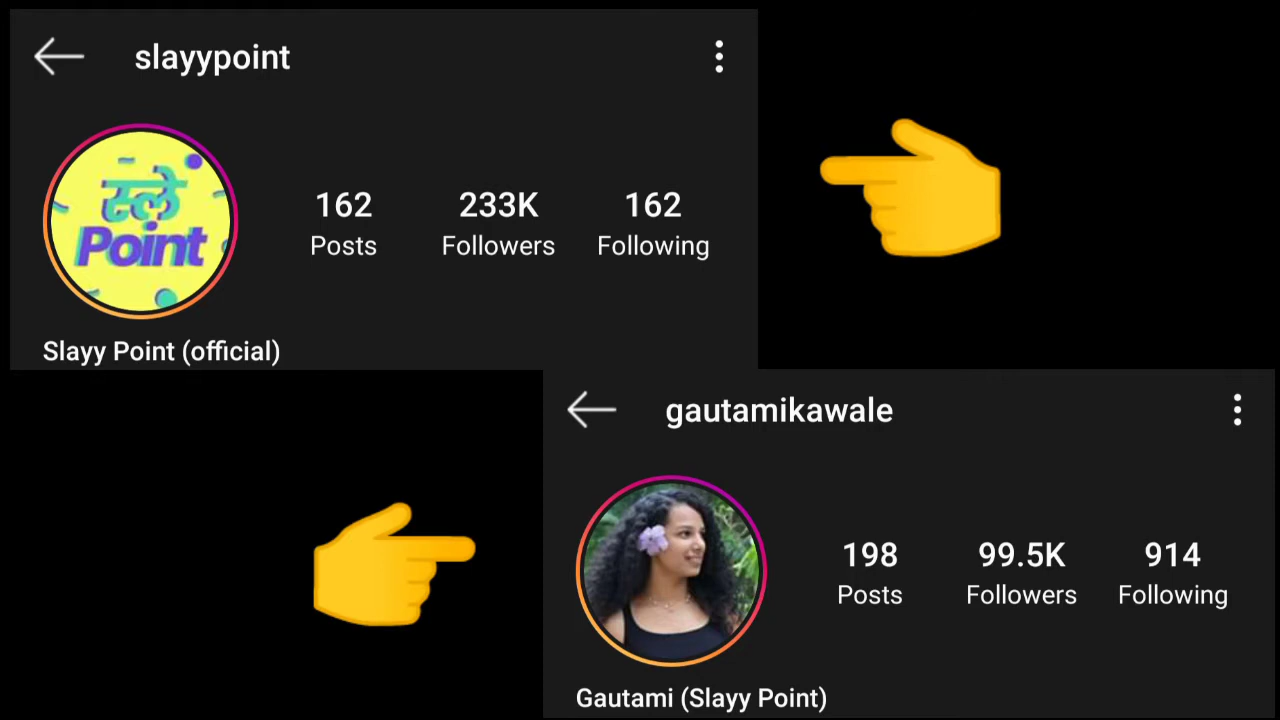 slayypoint
स्ले
Point
162 233K 162
Posts Followers Following
Slayy Point (official)
gautamikawale
198 99.5K 914
Posts Followers Following
Gautami (Slayy Point)